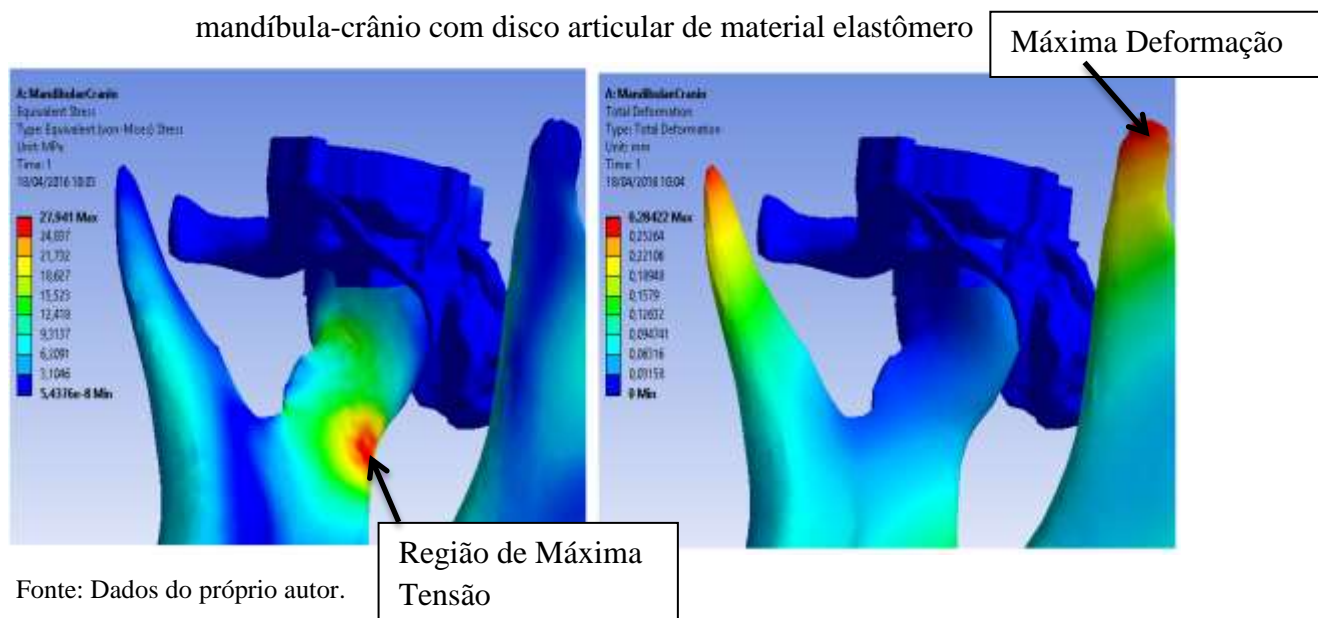 mandíbula-crânio com disco articular de material elastômero
Máxima Deformação
A: MandibularCranio
Equivalent Stress
Type: Equivalent (von-Mises) Stress
Unit: MPa
Time: 1
18/04/2016 10:03
27,941 Max
24,837
21,732
18,627
15,523
12,418
9,3137
6,2091
3,1046
5,4376e-8 Min
A: MandibularCranio
Total Deformation
Type: Total Deformation
Unit: mm
Time: 1
18/04/2016 10:04
0,28422 Max
0,25264
0,22106
0,18948
0,1579
0,12632
0,094741
0,06316
0,03158
0 Min
Região de Máxima
Tensão
Fonte: Dados do próprio autor.